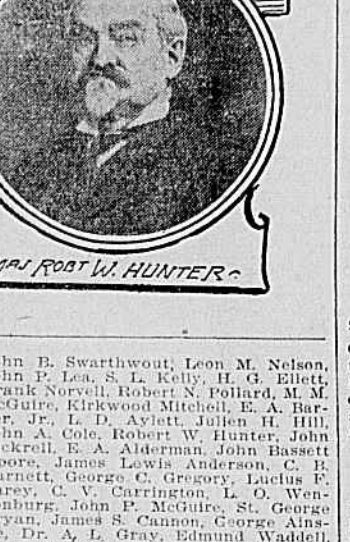 MAJ ROBT W. HUNTER
hn B. Swarthwout, Leon M. Nelson,
hn P. Lea, S. L. Kelly, H. G. Ellett,
rank Norvell, Robert N. Pollard, M. M.
cGuire, Kirkwood Mitchell, E. A. Bar-
er, Jr., L. D. Aylett, Julien H. Hill,
hn A. Cole, Robert W. Hunter, John
ckrell, E. A. Alderman, John Bassett
oore, James Lewis Anderson, C. B.
arnett, George C. Gregory, Lucius F.
arey, C. V. Carrington, L. O. Wen-
enburg, John P. McGuire, St. George
ryan, James S. Cannon, George Ains-
e, Dr. A. L. Gray, Edmund Waddell,